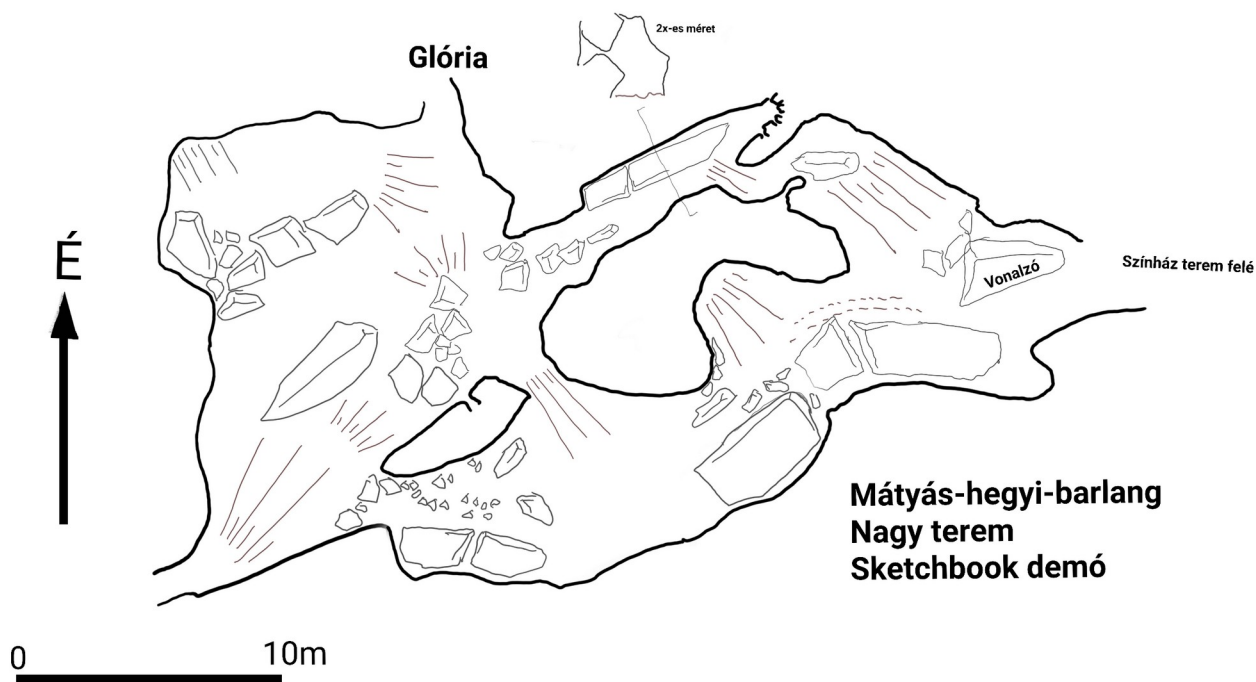 2x-es méret
Glória
É
Színház terem felé
Vonalzó
Mátyás-hegyi-barlang
Nagy terem
Sketchbook demó
0
10m